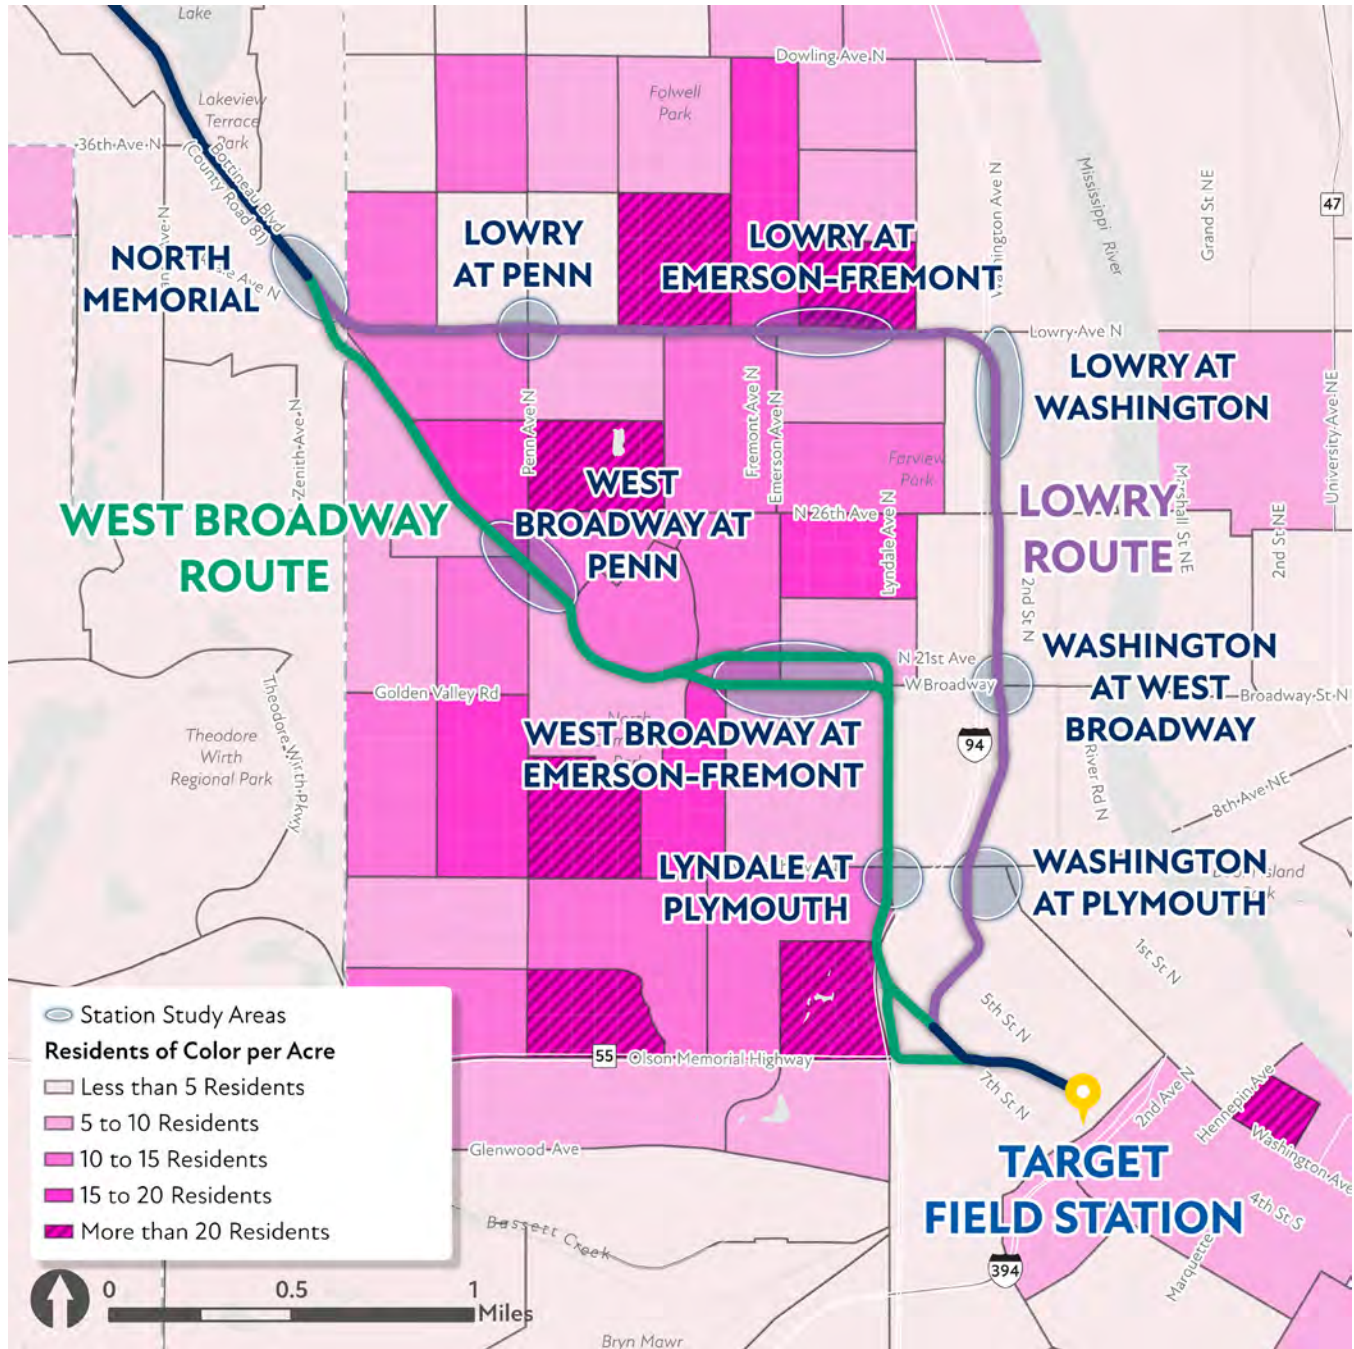 Lake
Dowling Ave N
Lakeview
Terrace
Park
Folwell
Park
36th Ave N
Bottineau Blvd
(County Road 81)
Washington Ave N
Mississippi River
Grand St NE
47
NORTH
MEMORIAL
LOWRY
AT PENN
LOWRY AT
EMERSON-FREMONT
Lowry Ave N
LOWRY AT
WASHINGTON
Zenith Ave N
Penn Ave N
Fremont Ave N
Emerson Ave N
Farview
Park
University Ave NE
WEST
BROADWAY AT
PENN
N 26th Ave
Lyndale Ave N
WEST BROADWAY
ROUTE
LOWRY
ROUTE
Marshall St NE
2nd St NE
2nd St N
N 21st Ave
W Broadway
WASHINGTON
AT WEST
BROADWAY
Broadway St N
Golden Valley Rd
Theodore Wirth Pkwy
Theodore
Wirth
Regional Park
North
WEST BROADWAY AT
EMERSON-FREMONT
94
River Rd N
8th Ave NE
LYNDALE AT
PLYMOUTH
WASHINGTON
AT PLYMOUTH
Island
1st St N
5th St N
7th St N
55
Olson Memorial Highway
2nd Ave N
Hennepin Ave
Washington Ave
4th St S
Marquette
Glenwood Ave
TARGET
FIELD STATION
394
Bassett Creek
Bryn Mawr
Station Study Areas
Residents of Color per Acre
Less than 5 Residents
5 to 10 Residents
10 to 15 Residents
15 to 20 Residents
More than 20 Residents
0 0.5 1
Miles